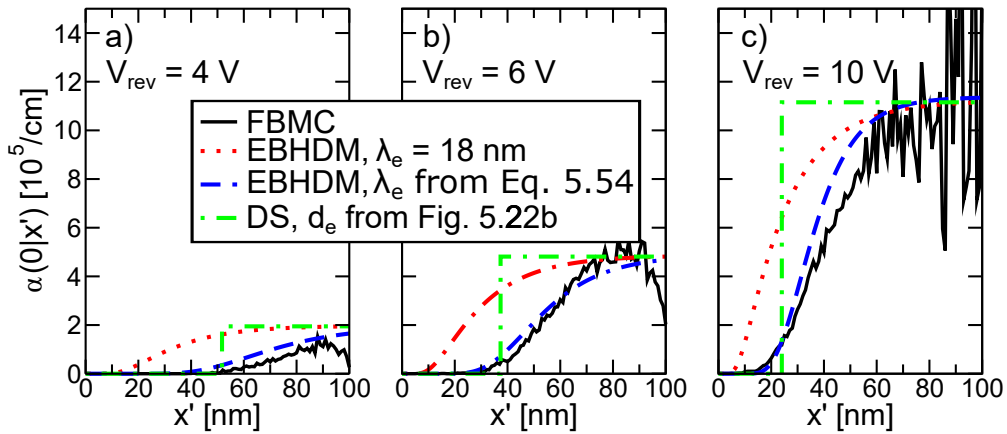 a)
V_rev = 4 V
b)
V_rev = 6 V
c)
V_rev = 10 V
FBMC
EBHDM, λ_e = 18 nm
EBHDM, λ_e from Eq. 5.54
DS, d_e from Fig. 5.22b
α(0|x') [10^5/cm]
14
12
10
8
6
4
2
0
0 20 40 60 80 100
0 20 40 60 80 100
0 20 40 60 80 100
x' [nm]
x' [nm]
x' [nm]